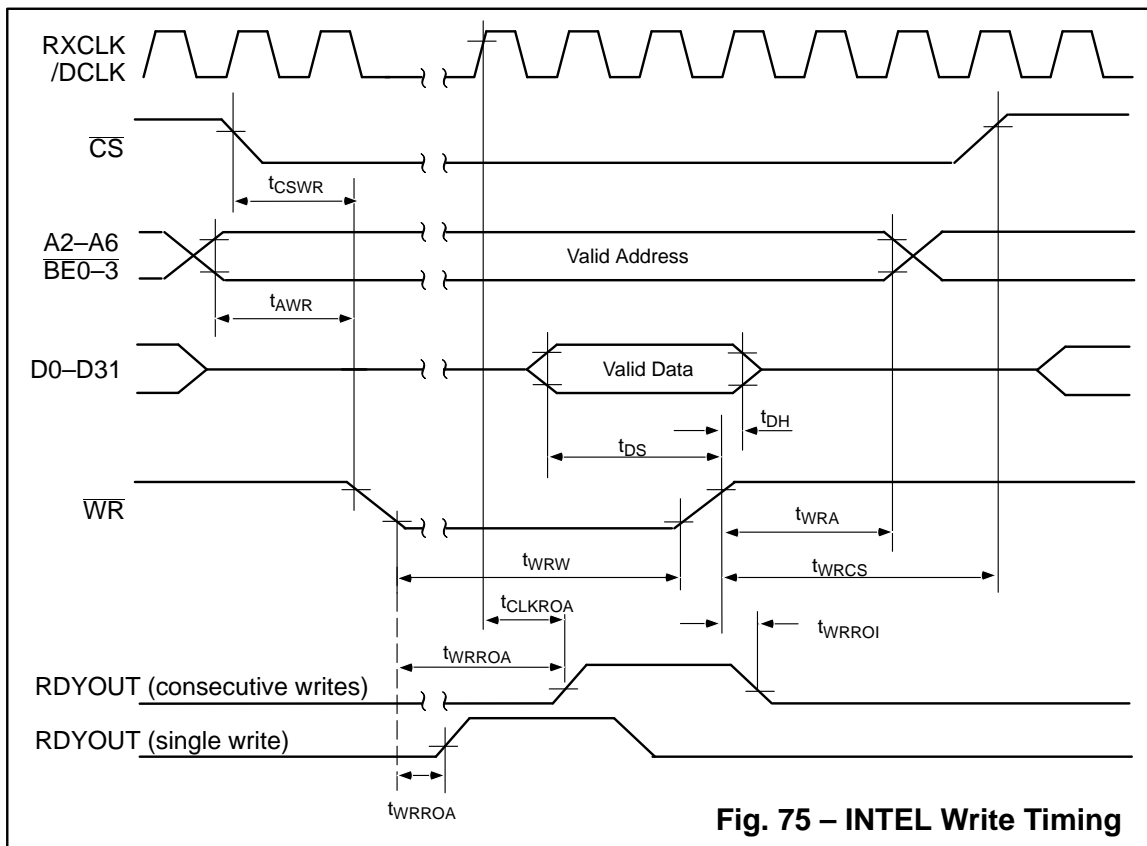 RXCLK
/DCLK
CS
tCSWR
A2–A6
BE0–3
Valid Address
tAWR
D0–D31
Valid Data
tDH
tDS
WR
tWRA
tWRW
tWRCS
tCLKROA
tWRROI
tWRROA
RDYOUT (consecutive writes)
RDYOUT (single write)
tWRROA
Fig. 75 – INTEL Write Timing